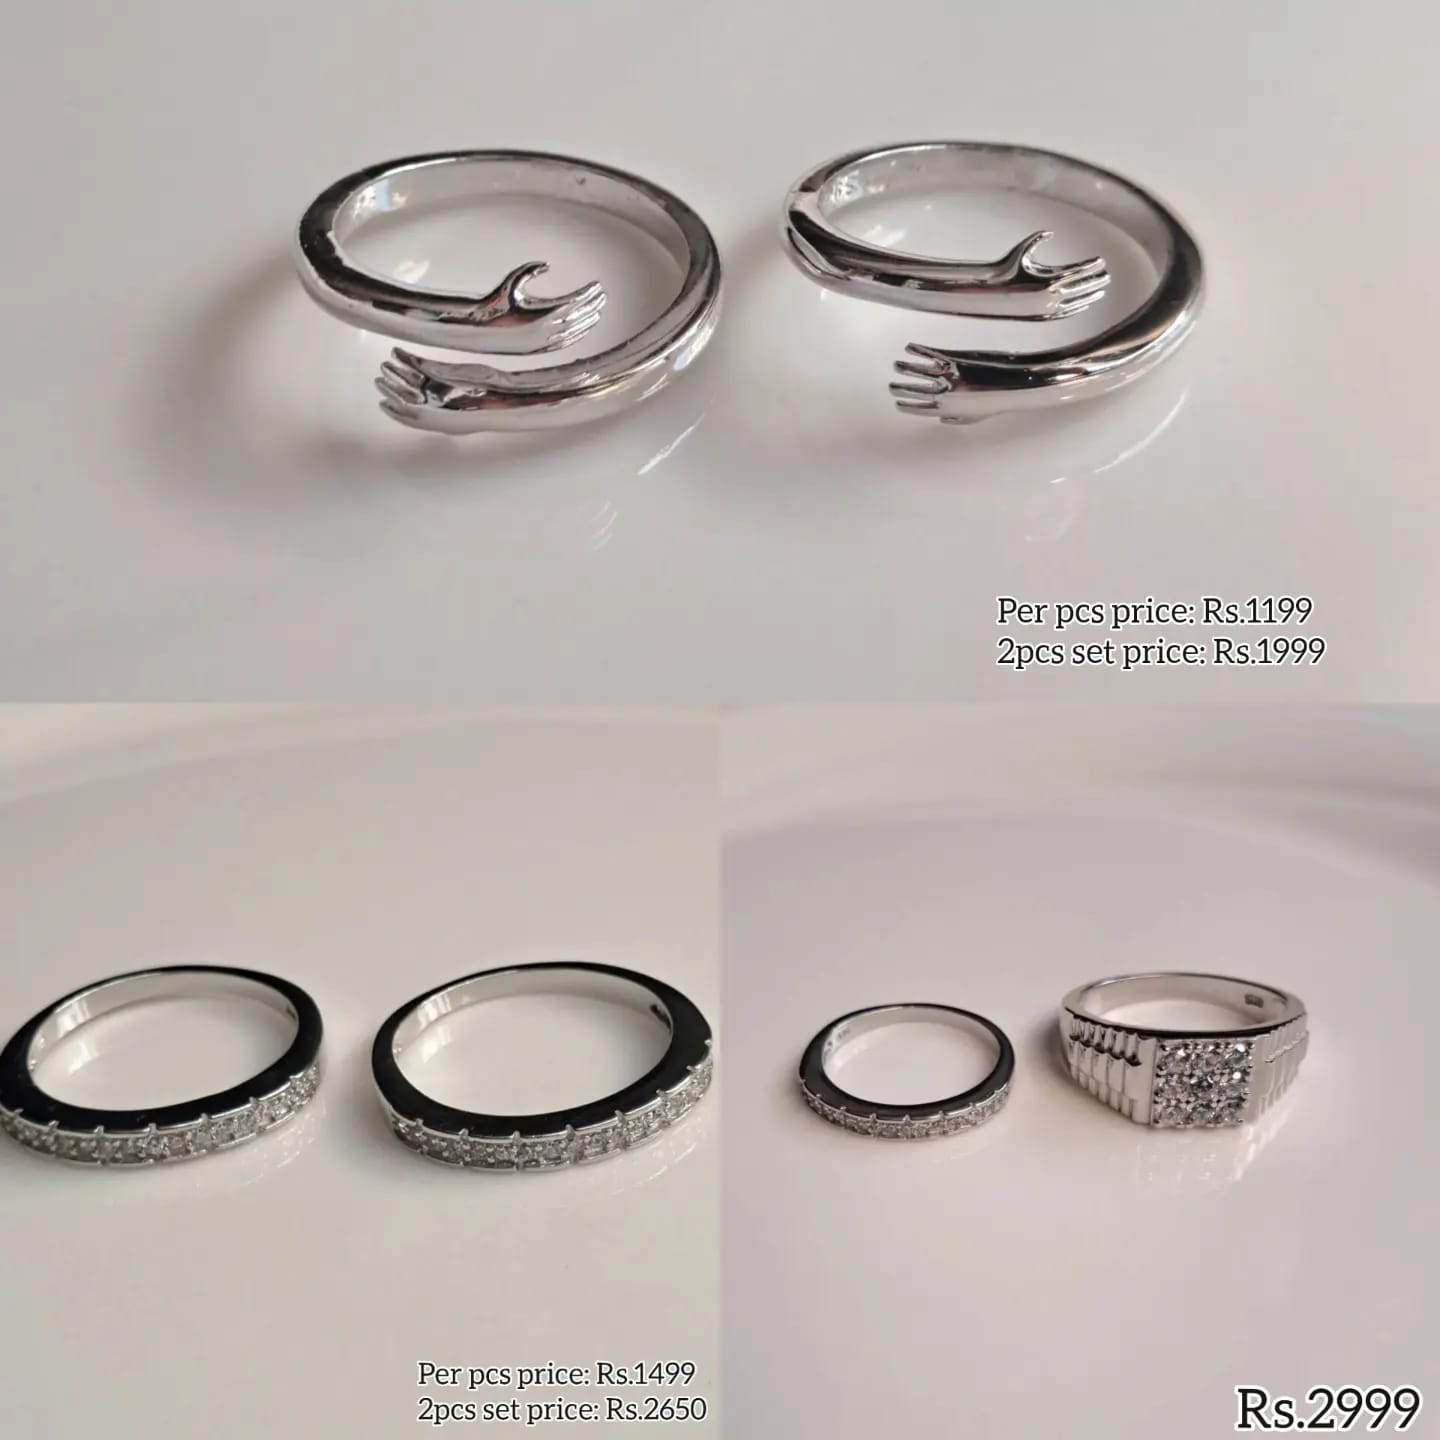 Per pcs price: Rs.1199
2pcs set price: Rs.1999
Per pcs price: Rs.1499
2pcs set price: Rs.2650
Rs.2999